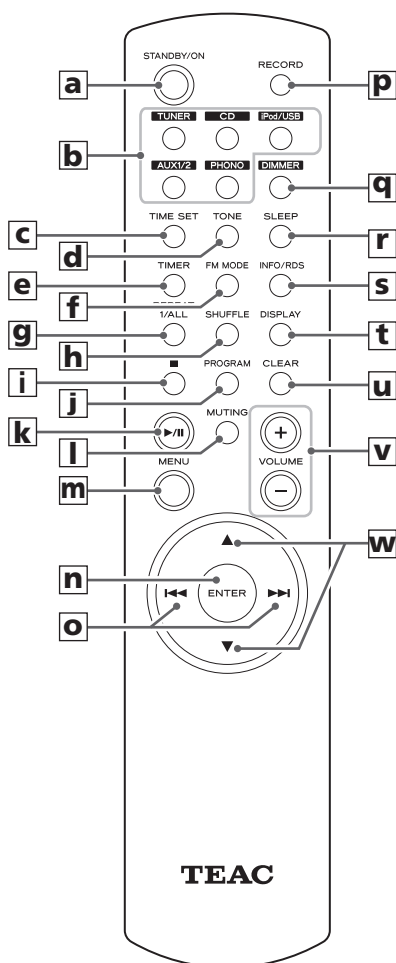 STANDBY/ON
RECORD
a
p
TUNER CD iPod/USB
b
AUX1/2 PHONO DIMMER
q
TIME SET TONE SLEEP
c
d
r
TIMER FM MODE INFO/RDS
e
f
s
1/ALL SHUFFLE DISPLAY
g
h
t
PROGRAM CLEAR
i
j
u
MUTING
k
l
VOLUME
v
MENU
m
w
n
ENTER
o
TEAC